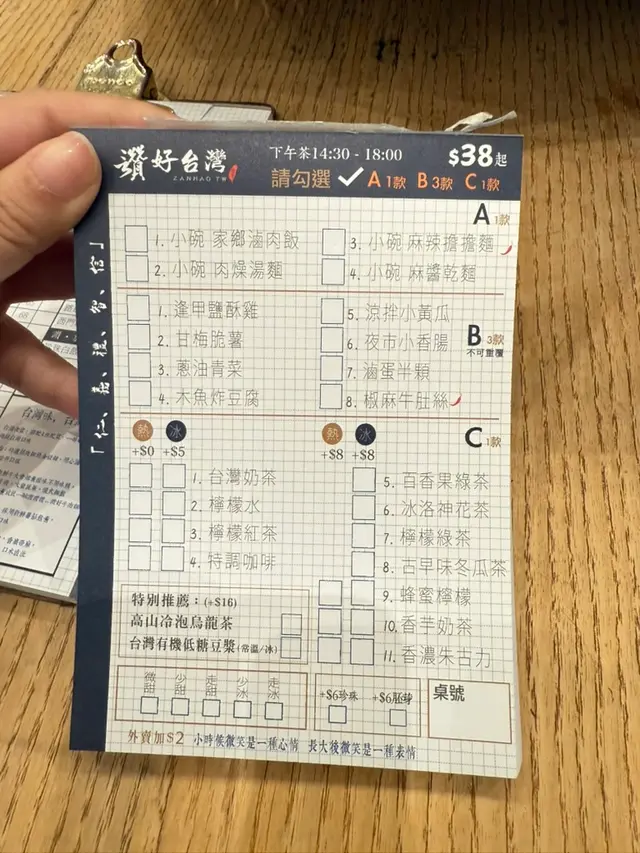 讚好台灣
ZANHAO TW
下午茶14:30 - 18:00
$38起
請勾選 A 1款 B 3款 C 1款
「仁、義、禮、智、信」
A 1款
1. 小碗 家鄉滷肉飯
2. 小碗 肉燥湯麵
3. 小碗 麻辣擔擔麵
4. 小碗 麻醬乾麵
B 3款
不可重覆
1. 逢甲鹽酥雞
2. 甘梅脆薯
3. 蔥油青菜
4. 木魚炸豆腐
5. 涼拌小黃瓜
6. 夜市小香腸
7. 滷蛋半顆
8. 椒麻牛肚絲
C 1款
熱 冰
+$0 +$5
1. 台灣奶茶
2. 檸檬水
3. 檸檬紅茶
4. 特調咖啡
熱 冰
+$8 +$8
5. 百香果綠茶
6. 冰洛神花茶
7. 檸檬綠茶
8. 古早味冬瓜茶
9. 蜂蜜檸檬
10. 香芋奶茶
11. 香濃朱古力
特別推薦：(+$16)
高山冷泡烏龍茶
台灣有機低糖豆漿(常溫/冰)
微甜 少甜 走甜 少冰 走冰
+$6珍珠 +$6
桌號
外賣加$2 小時候微笑是一種心情 長大後微笑是一種表情